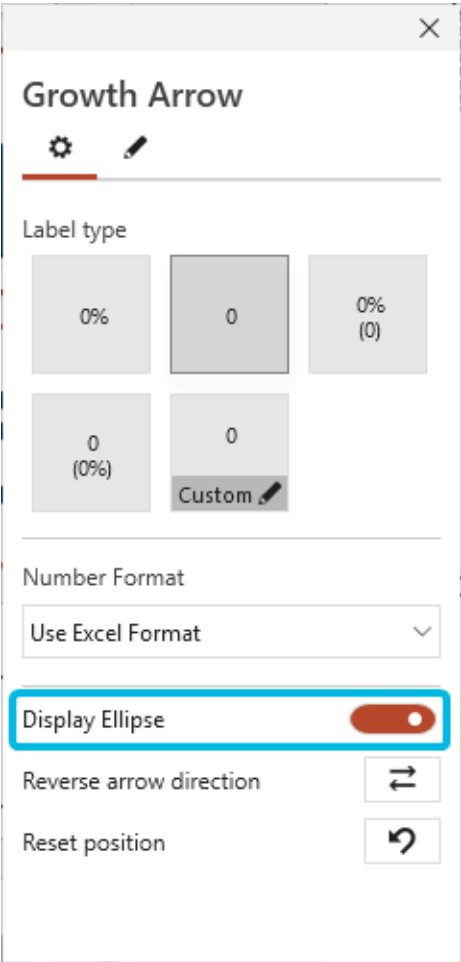 Growth Arrow
Label type
0%
0
0%
(0)
0
(0%)
0
Custom
Number Format
Use Excel Format
Display Ellipse
Reverse arrow direction
Reset position